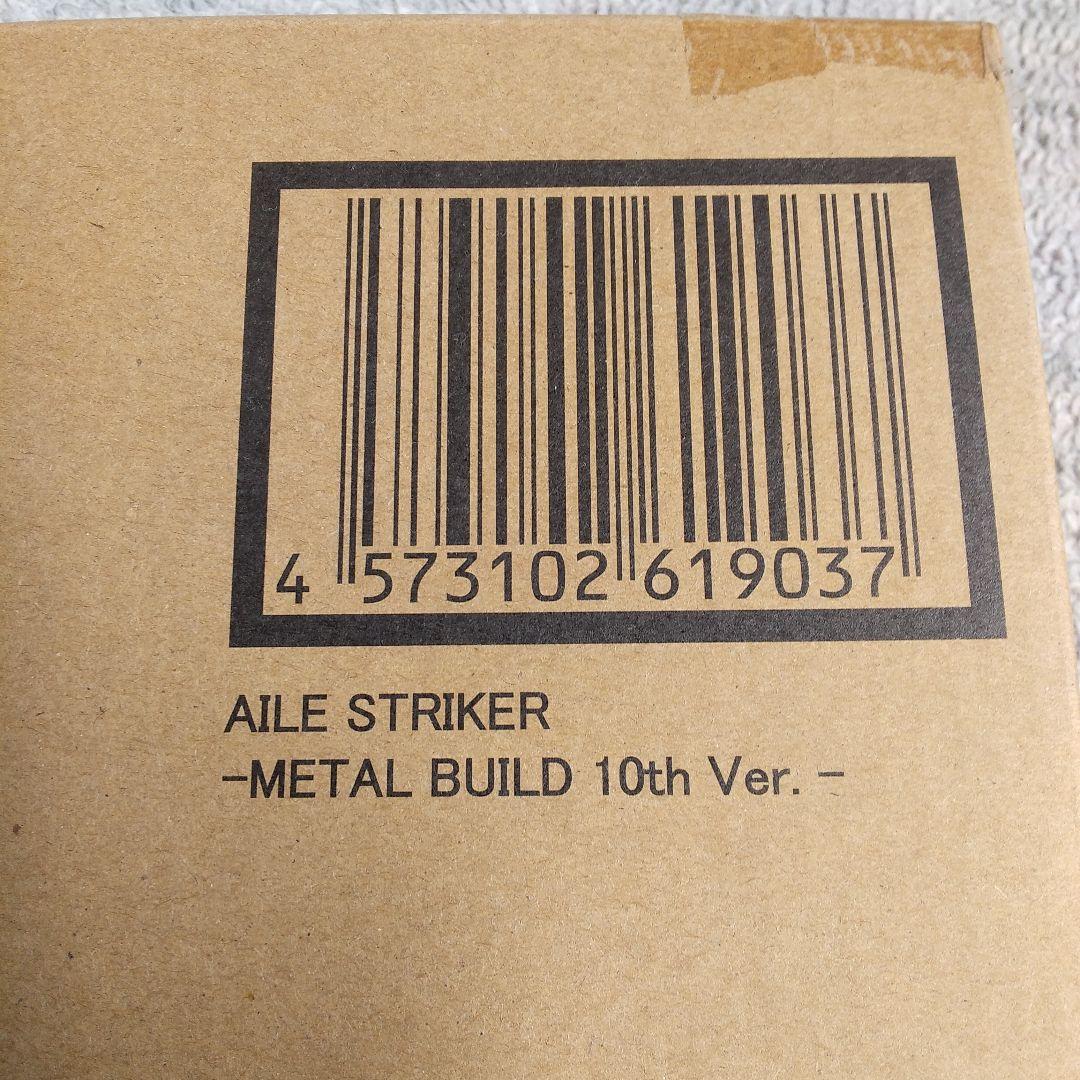 4 573102 619037
AILE STRIKER
-METAL BUILD 10th Ver. -